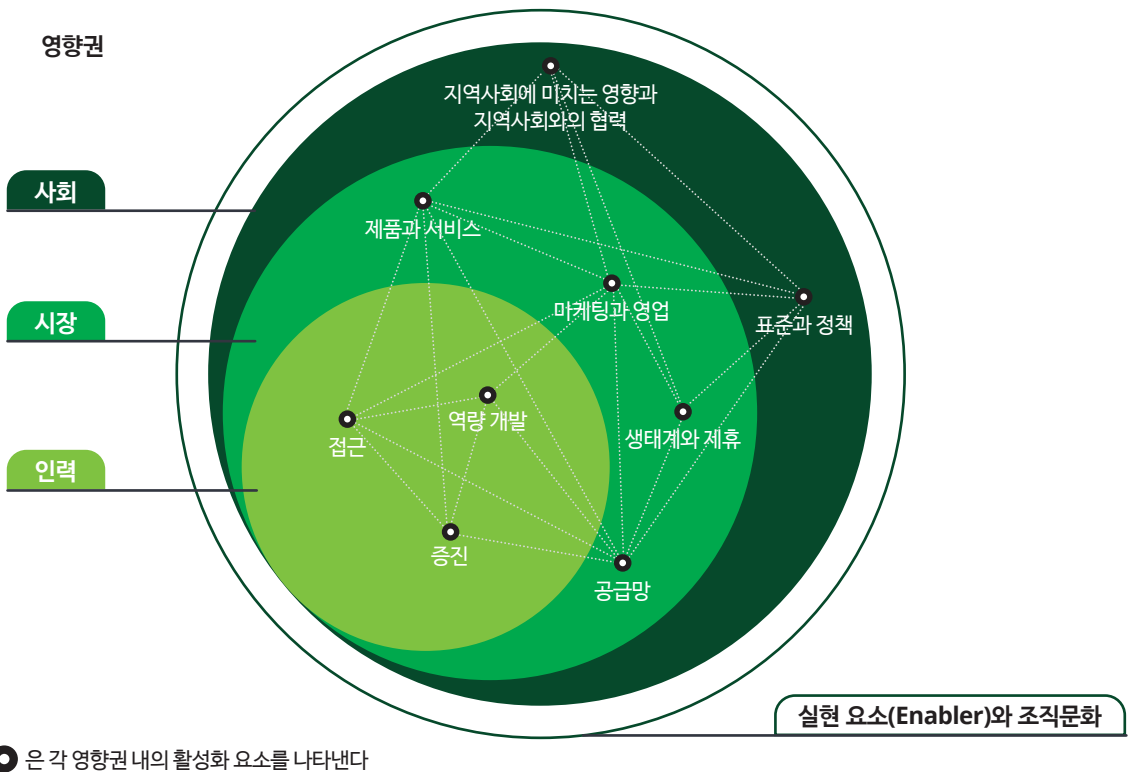 영향권
지역사회에 미치는 영향과
지역사회와의 협력
사회
제품과 서비스
마케팅과 영업
시장
표준과 정책
역량 개발
접근
생태계와 제휴
인력
증진
공급망
실현 요소(Enabler)와 조직문화
은 각 영향권 내의 활성화 요소를 나타낸다